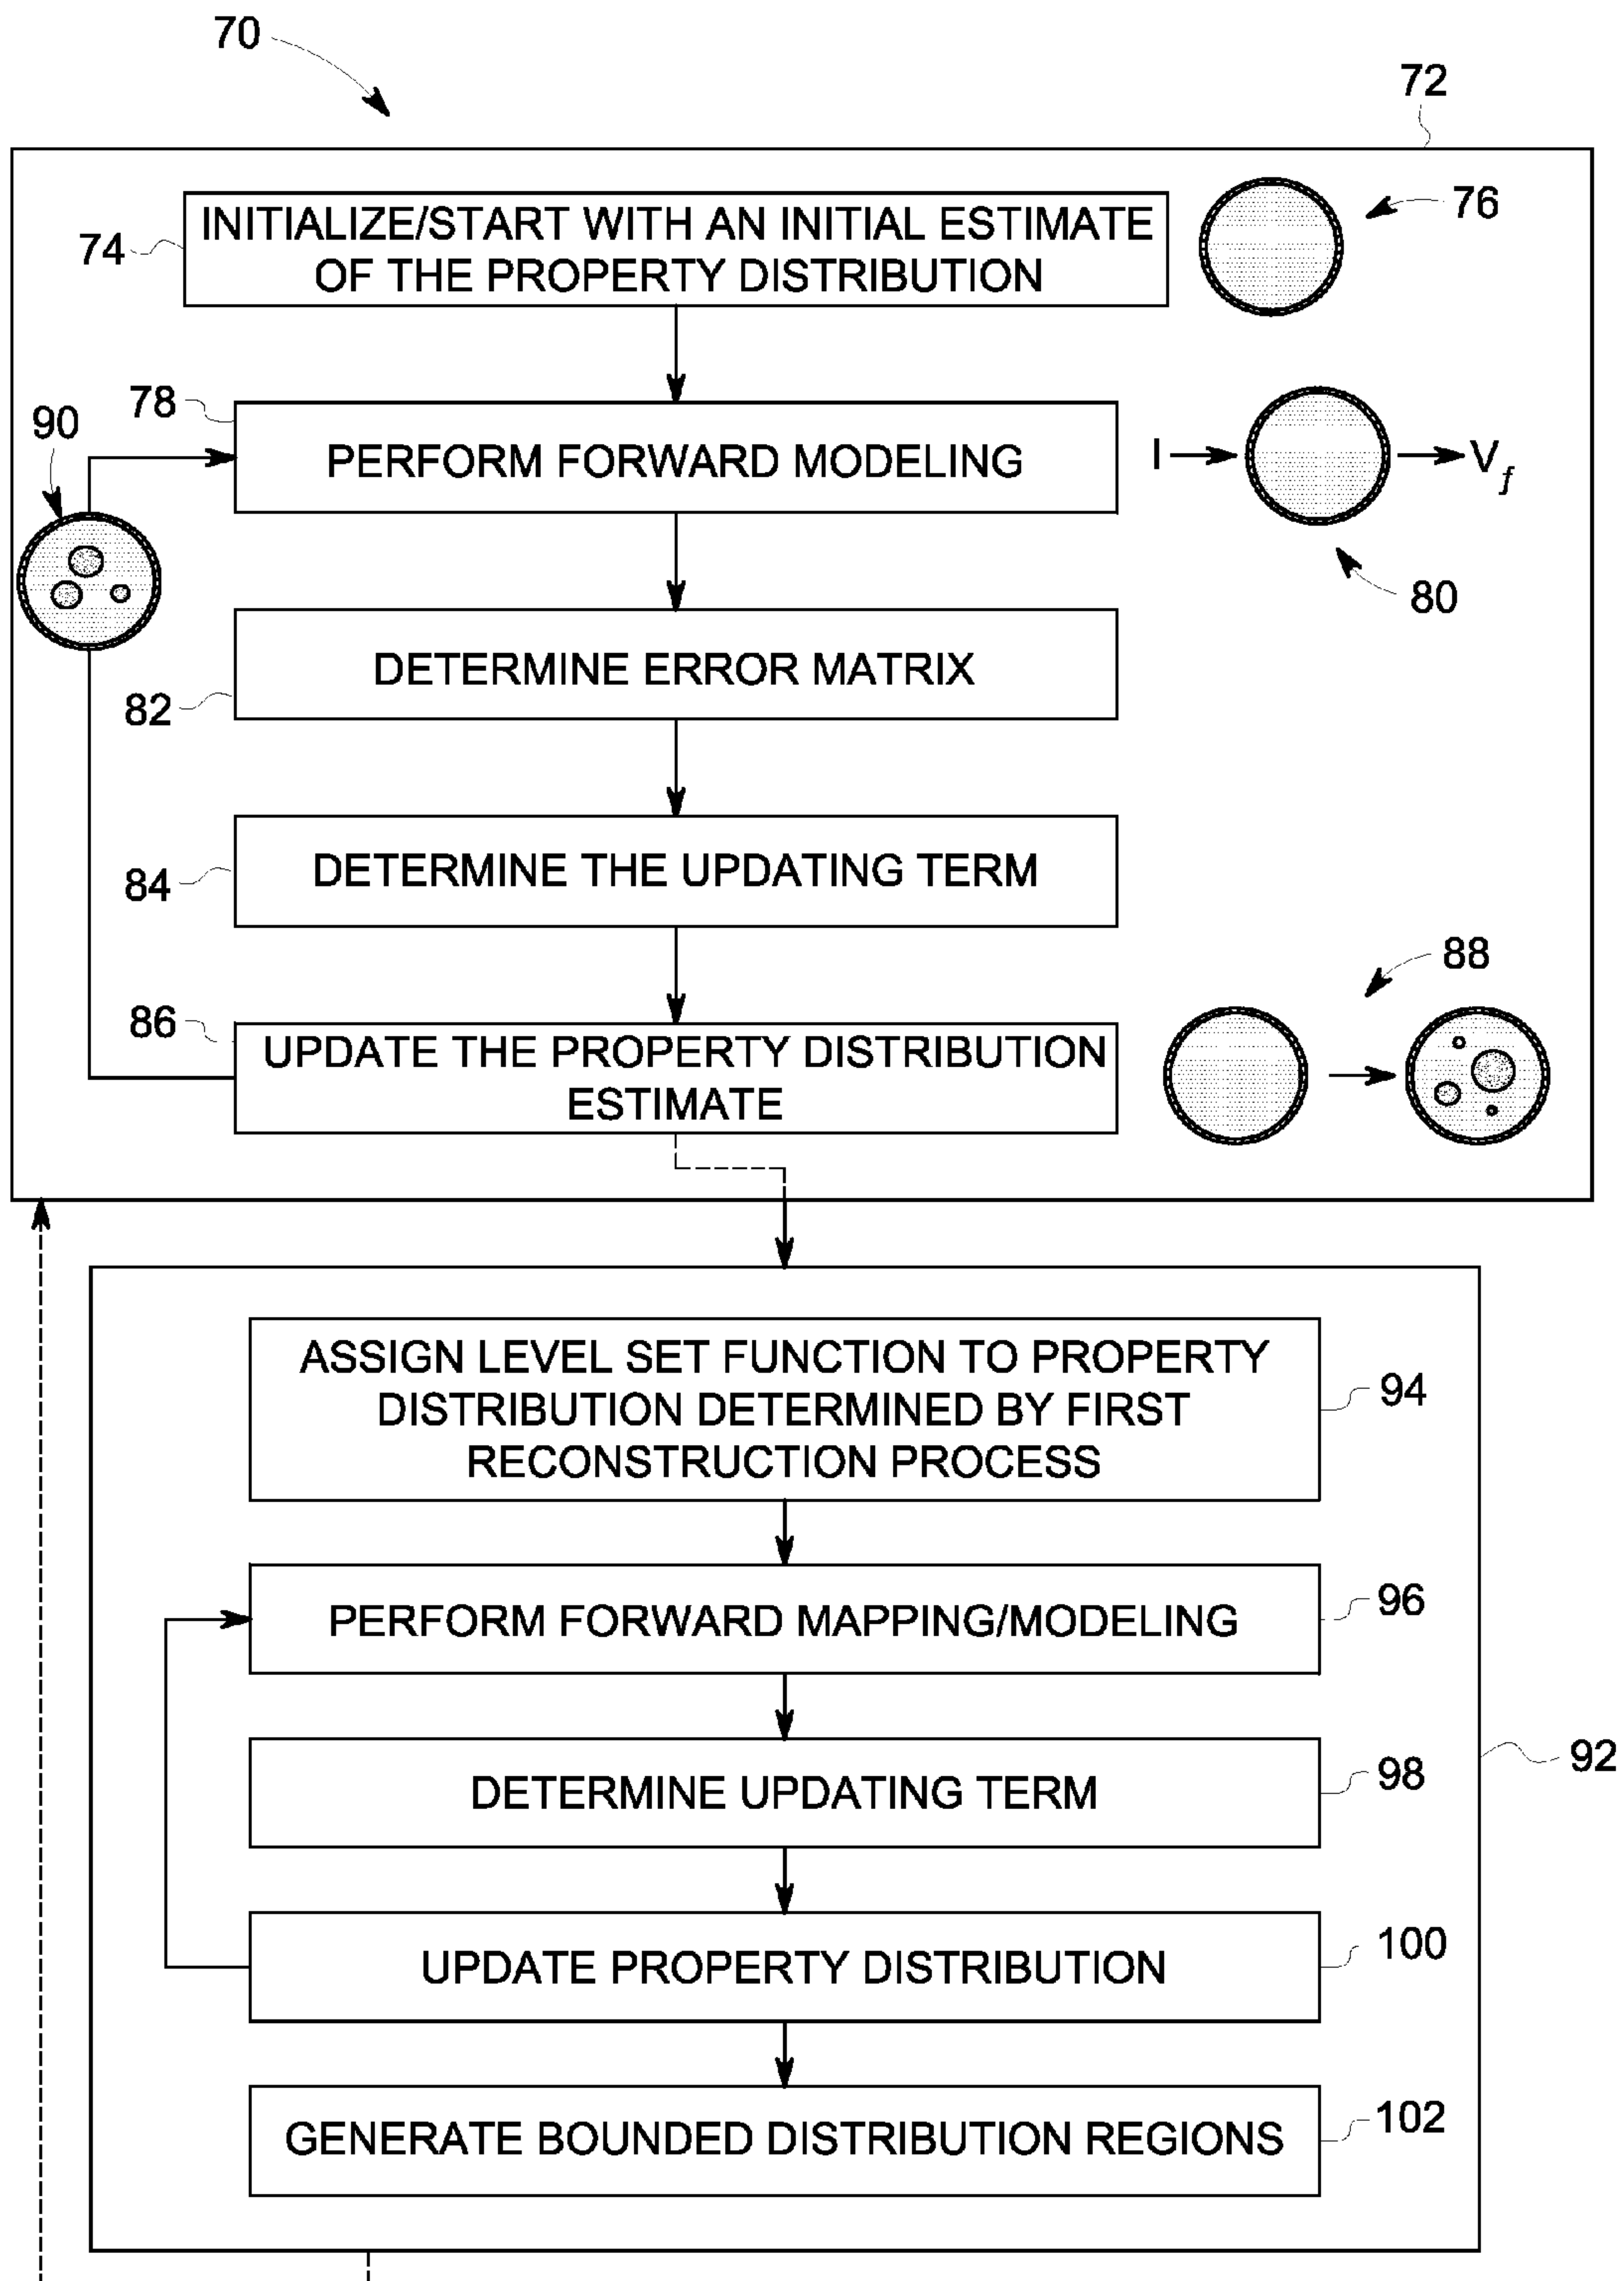 70
72
74
INITIALIZE/START WITH AN INITIAL ESTIMATE
OF THE PROPERTY DISTRIBUTION
76
78
PERFORM FORWARD MODELING
I
Vf
80
90
DETERMINE ERROR MATRIX
82
DETERMINE THE UPDATING TERM
84
88
86
UPDATE THE PROPERTY DISTRIBUTION
ESTIMATE
ASSIGN LEVEL SET FUNCTION TO PROPERTY
DISTRIBUTION DETERMINED BY FIRST
RECONSTRUCTION PROCESS
94
PERFORM FORWARD MAPPING/MODELING
96
DETERMINE UPDATING TERM
98
92
UPDATE PROPERTY DISTRIBUTION
100
GENERATE BOUNDED DISTRIBUTION REGIONS
102